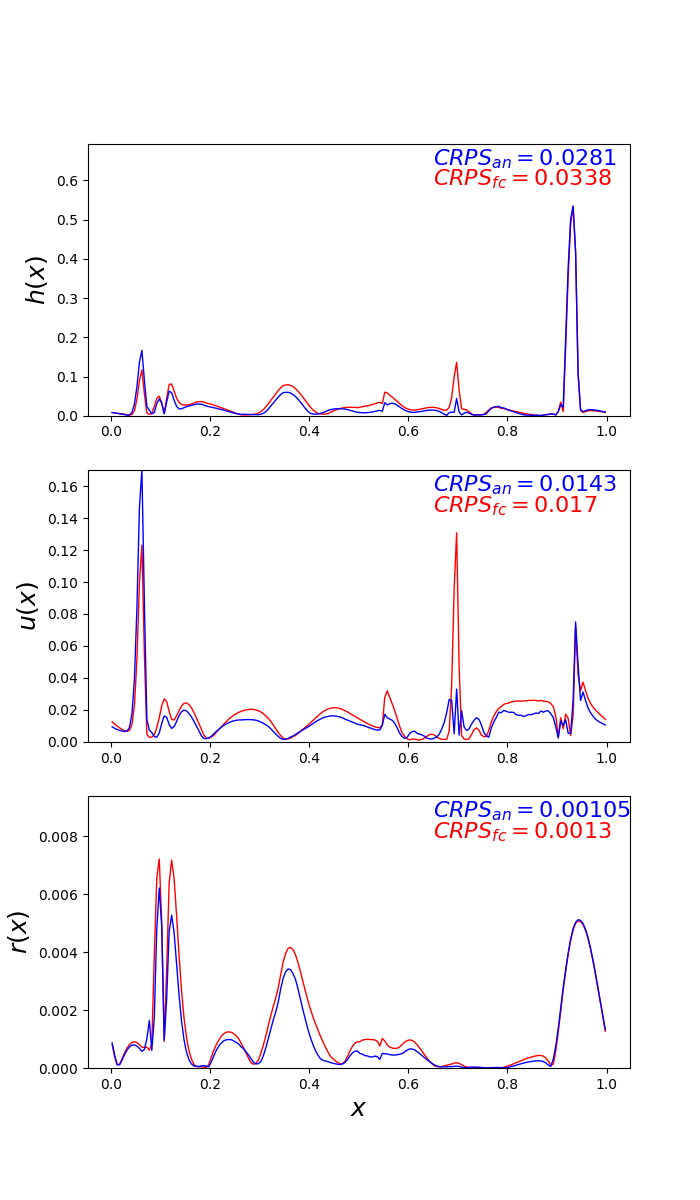 CRPS_an = 0.0281
CRPS_fc = 0.0338
h(x)
0.6
0.5
0.4
0.3
0.2
0.1
0.0
0.0 0.2 0.4 0.6 0.8 1.0
CRPS_an = 0.0143
CRPS_fc = 0.017
u(x)
0.16
0.14
0.12
0.10
0.08
0.06
0.04
0.02
0.00
0.0 0.2 0.4 0.6 0.8 1.0
CRPS_an = 0.00105
CRPS_fc = 0.0013
r(x)
0.008
0.006
0.004
0.002
0.000
0.0 0.2 0.4 0.6 0.8 1.0
x